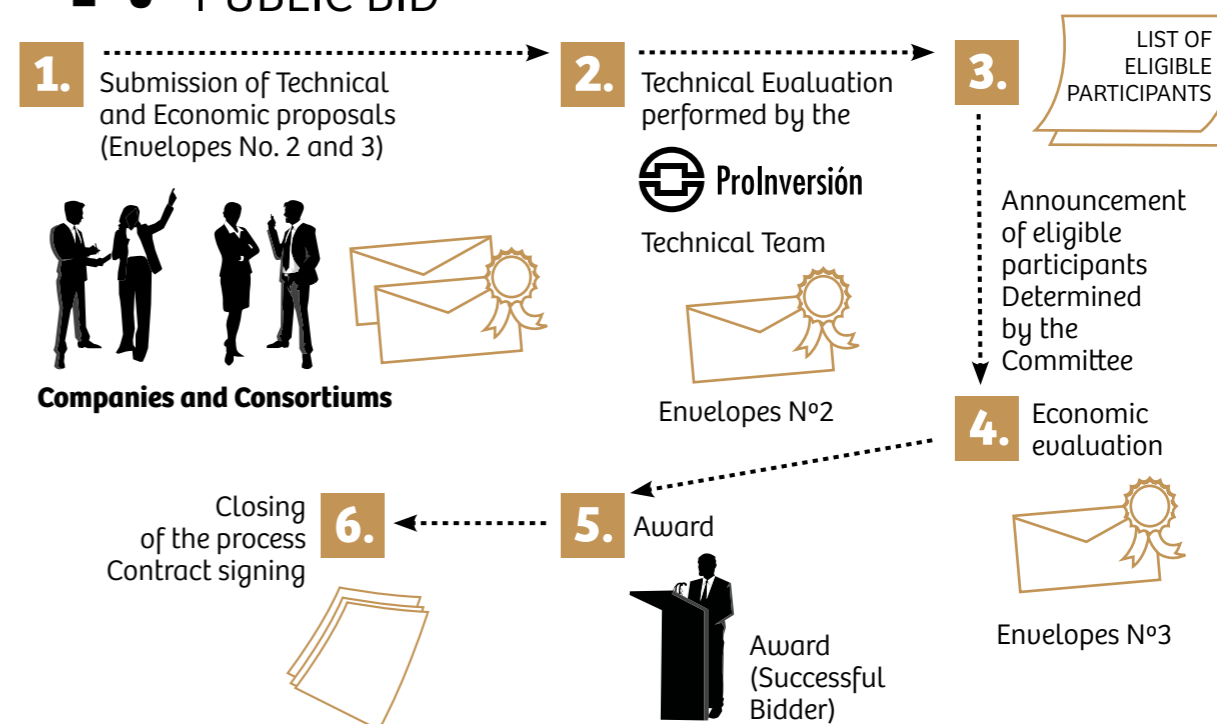 PUBLIC BID
1.
Submission of Technical
and Economic proposals
(Envelopes No. 2 and 3)
Companies and Consortiums
2.
Technical Evaluation
performed by the
ProInversión
Technical Team
Envelopes Nº2
3.
LIST OF
ELIGIBLE
PARTICIPANTS
Announcement
of eligible
participants
Determined
by the
Committee
4.
Economic
evaluation
Envelopes Nº3
5.
Award
Award
(Successful
Bidder)
6.
Closing
of the process
Contract signing